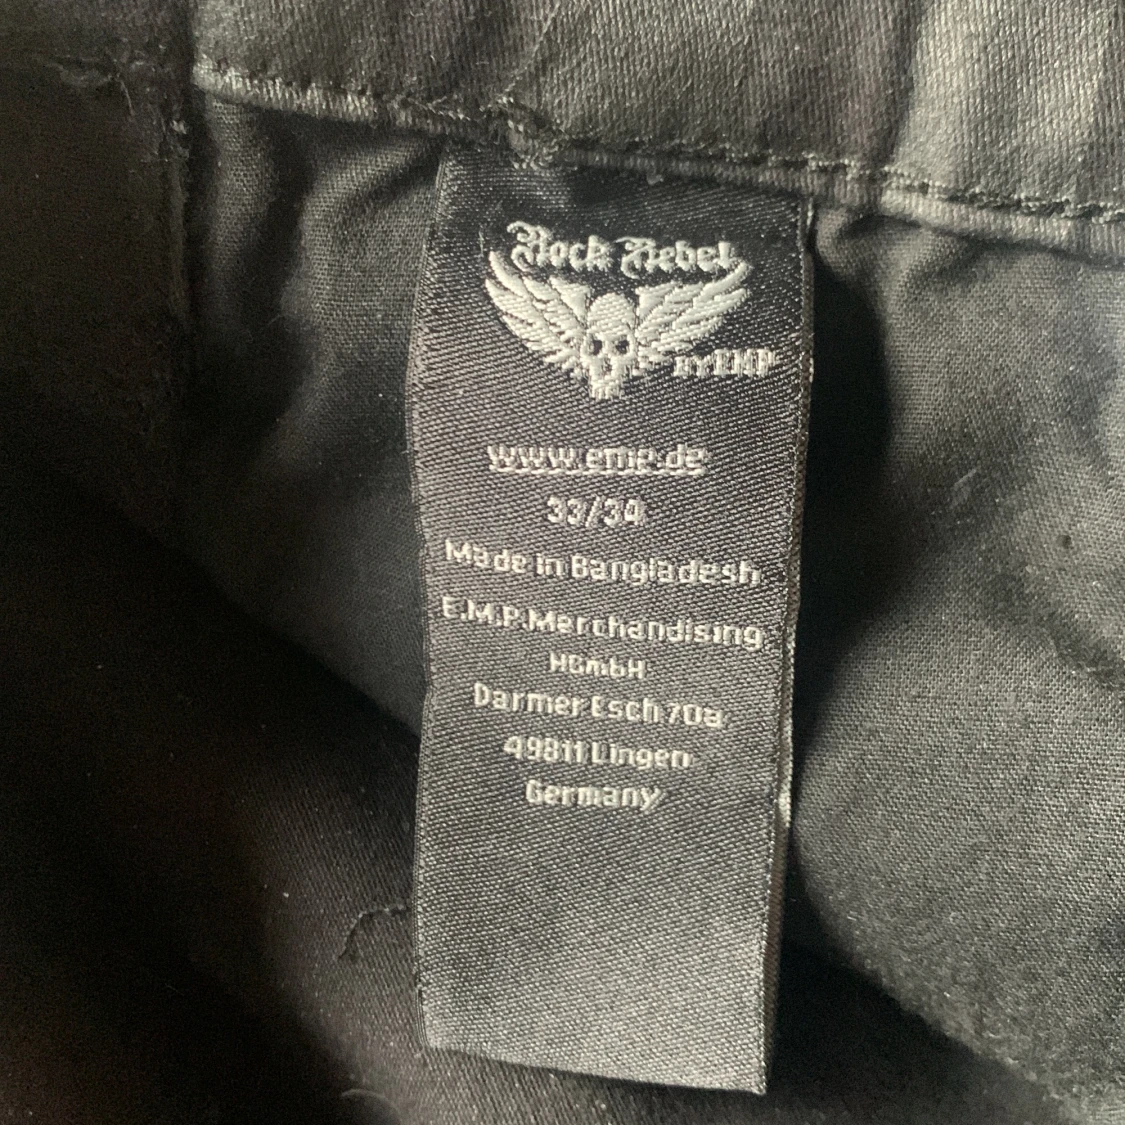 Rock Rebel
BY EMP
www.emp.de
33/34
Made in Bangladesh
E.M.P. Merchandising
HGmbH
Darmer Esch 70a
49811 Lingen
Germany